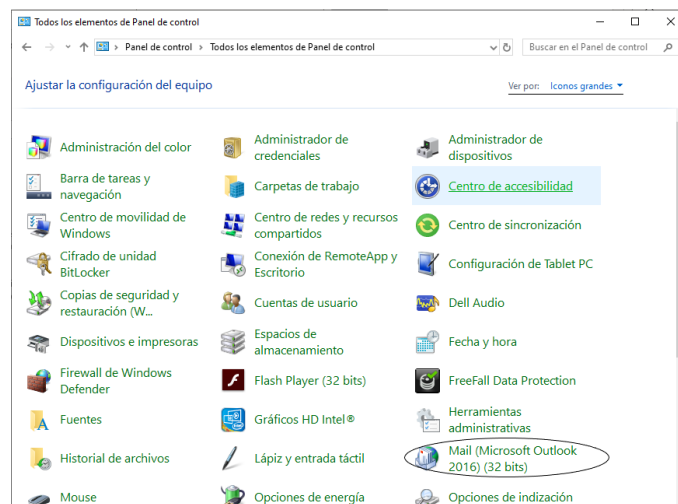 Todos los elementos de Panel de control
Panel de control > Todos los elementos de Panel de control
Buscar en el Panel de control
Ajustar la configuración del equipo
Ver por: Iconos grandes
Administración del color
Administrador de
credenciales
Administrador de
dispositivos
Barra de tareas y
navegación
Carpetas de trabajo
Centro de accesibilidad
Centro de movilidad de
Windows
Centro de redes y recursos
compartidos
Centro de sincronización
Cifrado de unidad
BitLocker
Conexión de RemoteApp y
Escritorio
Configuración de Tablet PC
Copias de seguridad y
restauración (W...
Cuentas de usuario
Dell Audio
Dispositivos e impresoras
Espacios de
almacenamiento
Fecha y hora
Firewall de Windows
Defender
Flash Player (32 bits)
FreeFall Data Protection
Fuentes
Gráficos HD Intel®
Herramientas
administrativas
Historial de archivos
Lápiz y entrada táctil
Mail (Microsoft Outlook
2016) (32 bits)
Mouse
Opciones de energía
Opciones de indización